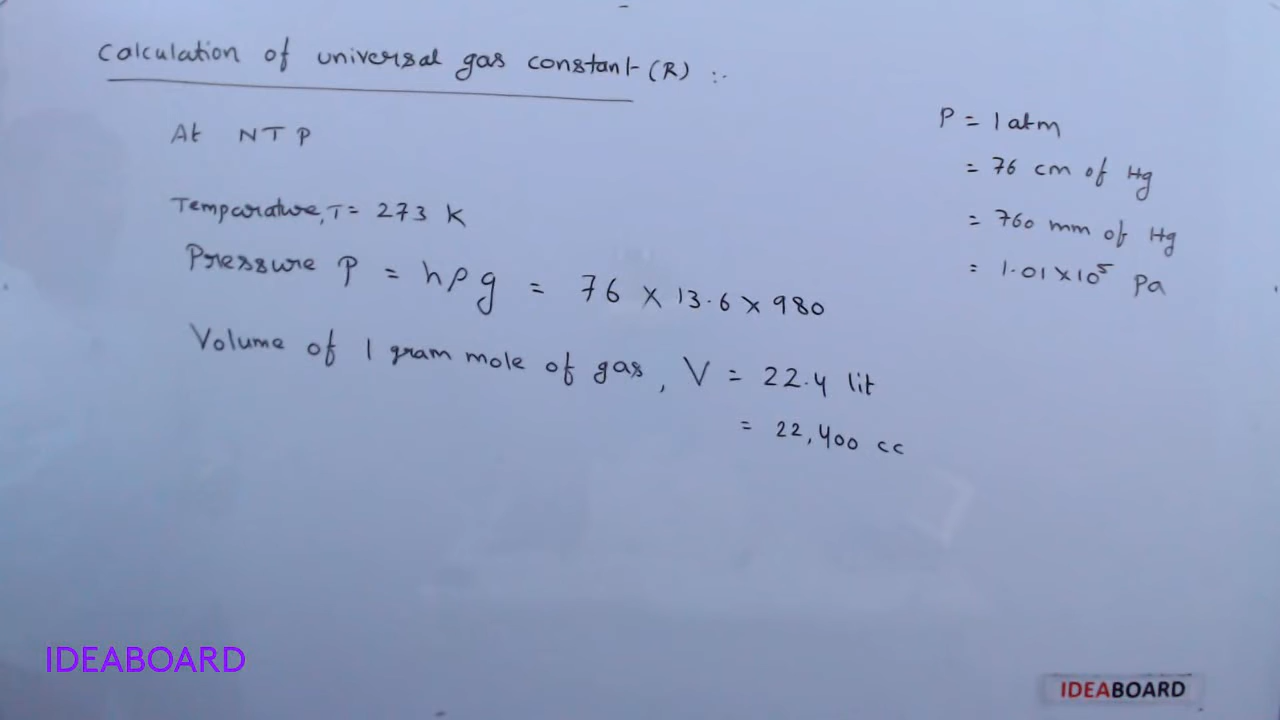 Calculation of universal gas constant (R) :-
At NTP
Temparature, T = 273 K
Pressure P = hρg = 76 × 13.6 × 980
Volume of 1 gram mole of gas, V = 22.4 lit
= 22,400 cc
P = 1 atm
= 76 cm of Hg
= 760 mm of Hg
= 1.01 × 10⁵ Pa
IDEABOARD
IDEABOARD